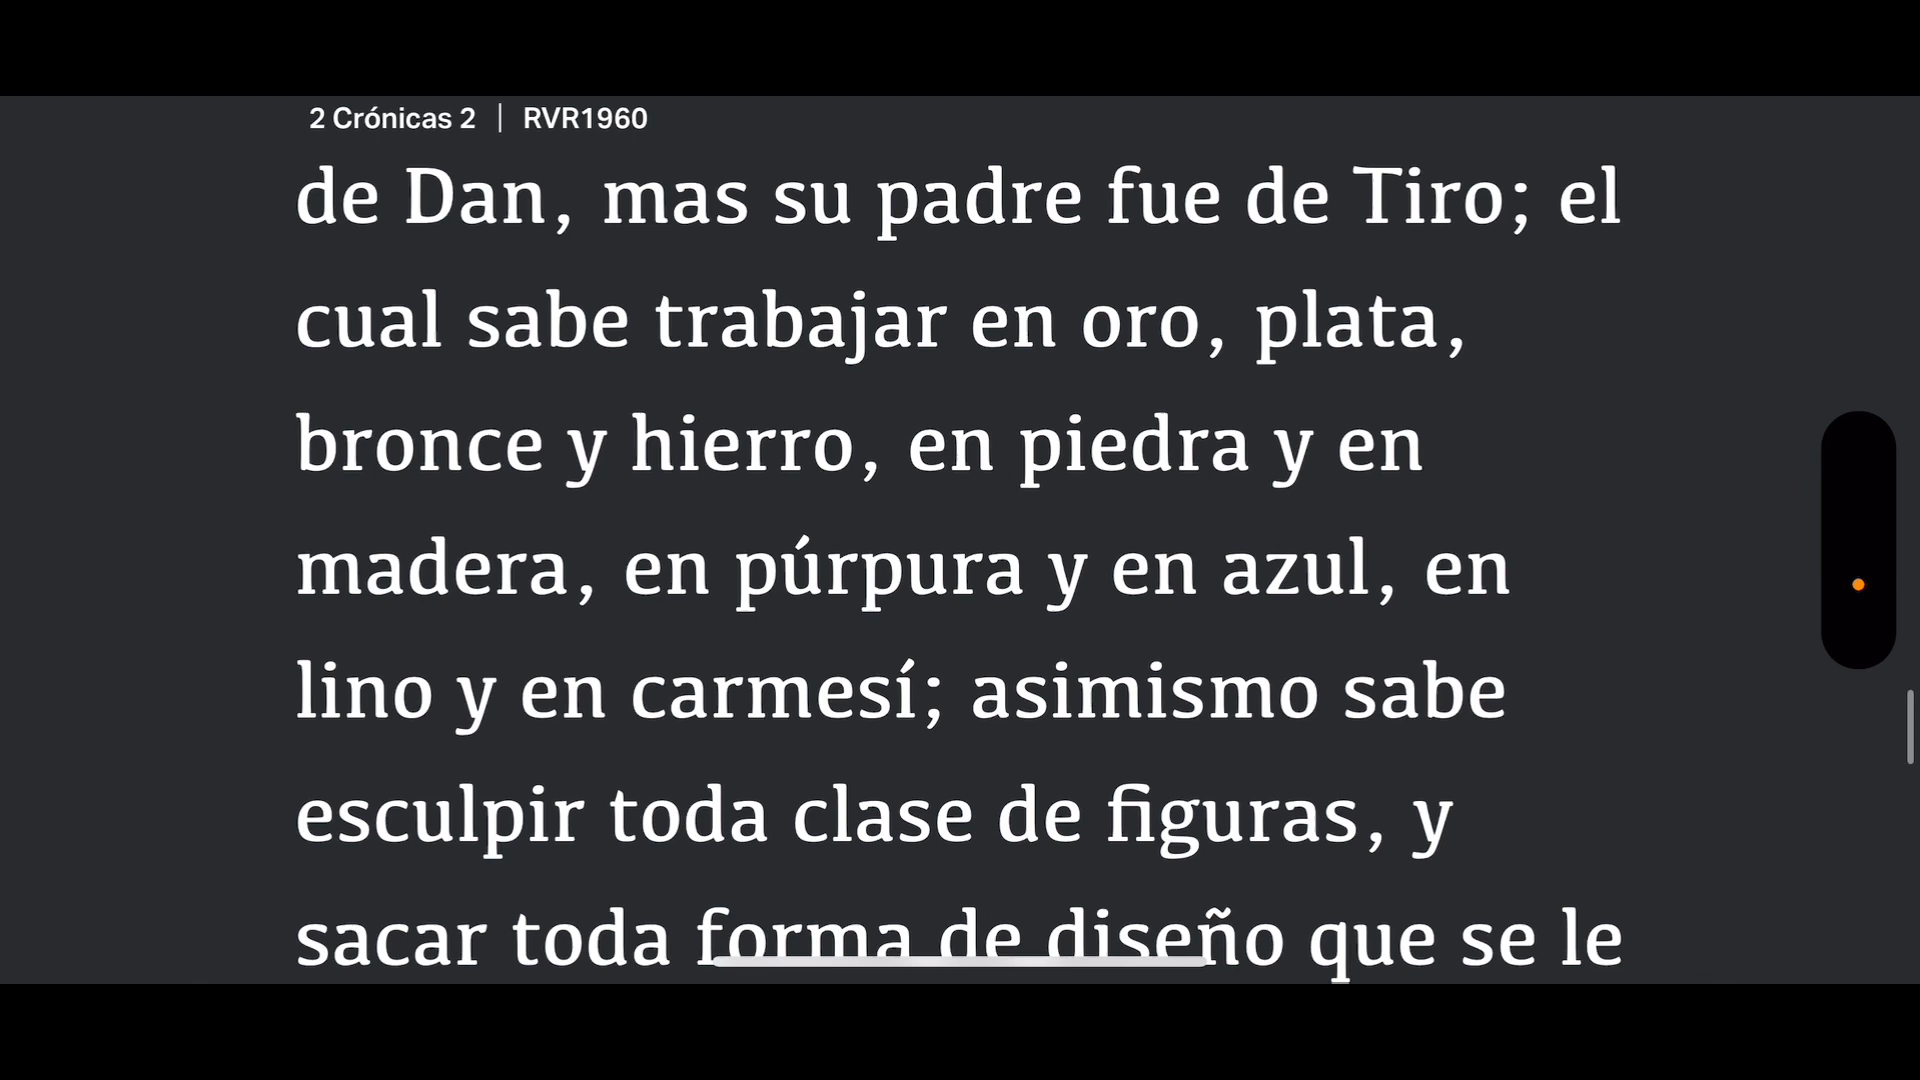 2 Crónicas 2 | RVR1960
de Dan, mas su padre fue de Tiro; el
cual sabe trabajar en oro, plata,
bronce y hierro, en piedra y en
madera, en púrpura y en azul, en
lino y en carmesí; asimismo sabe
esculpir toda clase de figuras, y
sacar toda forma de diseño que se le